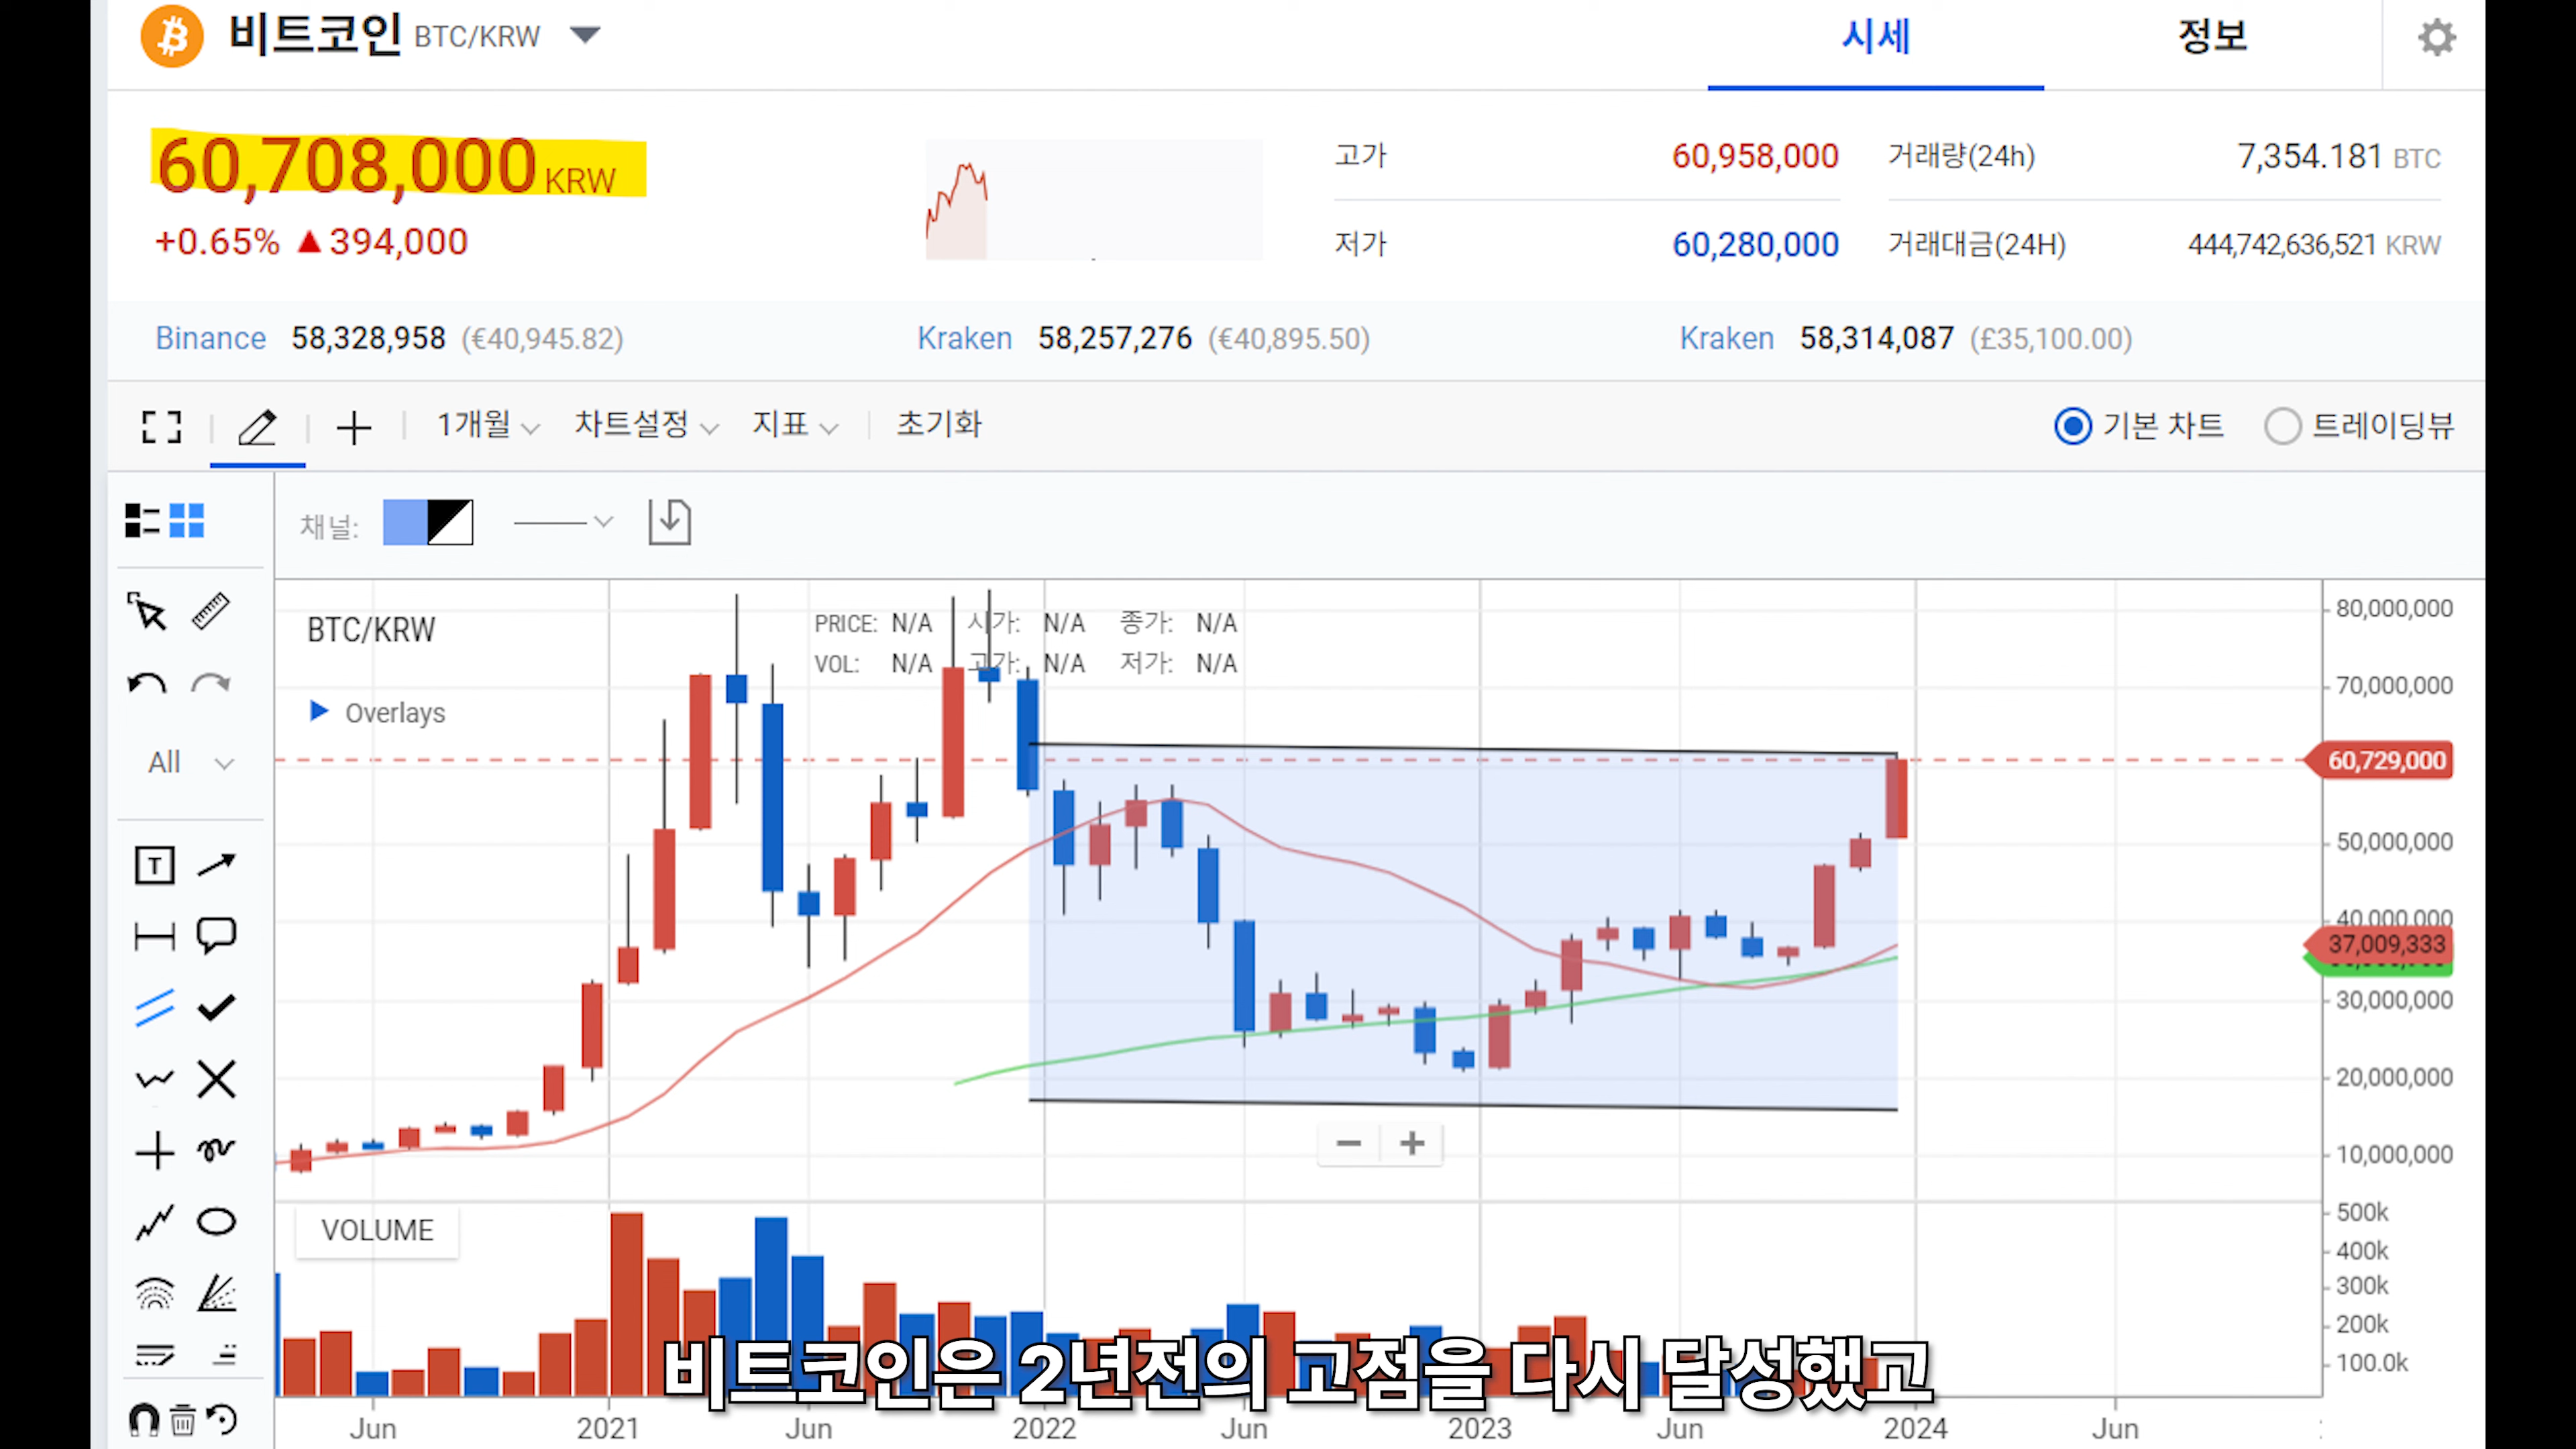 비트코인 BTC/KRW
시세 정보
60,708,000 KRW
+0.65% ▲394,000
고가 60,958,000 거래량(24h) 7,354.181 BTC
저가 60,280,000 거래대금(24H) 444,742,636,521 KRW
Binance 58,328,958 (€40,945.82) Kraken 58,257,276 (€40,895.50) Kraken 58,314,087 (£35,100.00)
1개월 차트설정 지표 초기화 기본 차트 트레이딩뷰
채널:
BTC/KRW
PRICE: N/A 시가: N/A 종가: N/A
VOL: N/A 고가: N/A 저가: N/A
Overlays
All
T
80,000,000
70,000,000
60,729,000
50,000,000
40,000,000
37,009,333
30,000,000
20,000,000
10,000,000
VOLUME
500k
400k
300k
200k
100.0k
비트코인은 2년전의 고점을 다시 달성했고
Jun 2021 Jun 2022 Jun 2023 Jun 2024 Jun